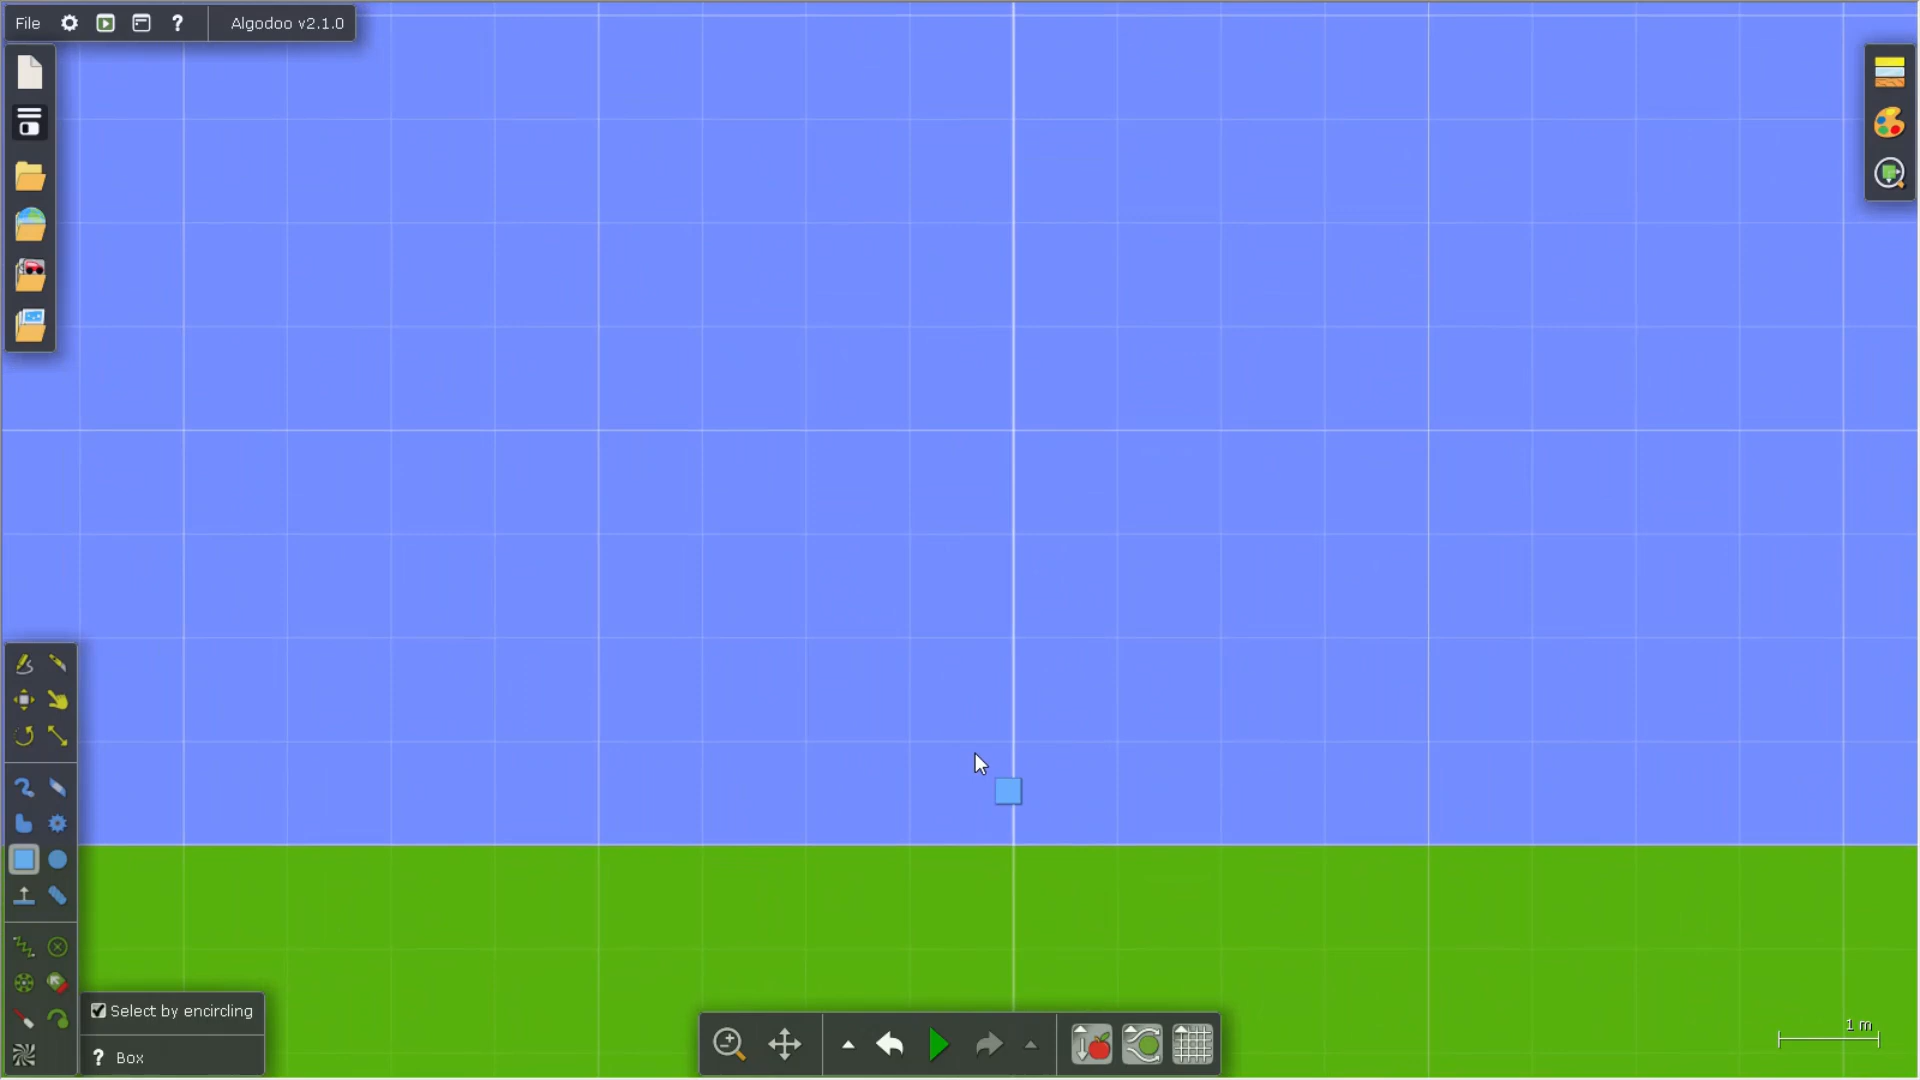 File ? Algodoo v2.1.0
Select by encircling
? Box
1 m